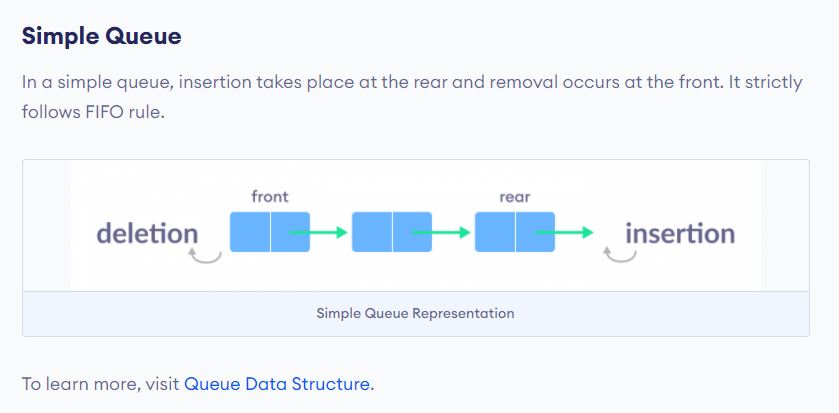 Simple Queue
In a simple queue, insertion takes place at the rear and removal occurs at the front. It strictly
follows FIFO rule.
front
rear
deletion
insertion
Simple Queue Representation
To learn more, visit Queue Data Structure.